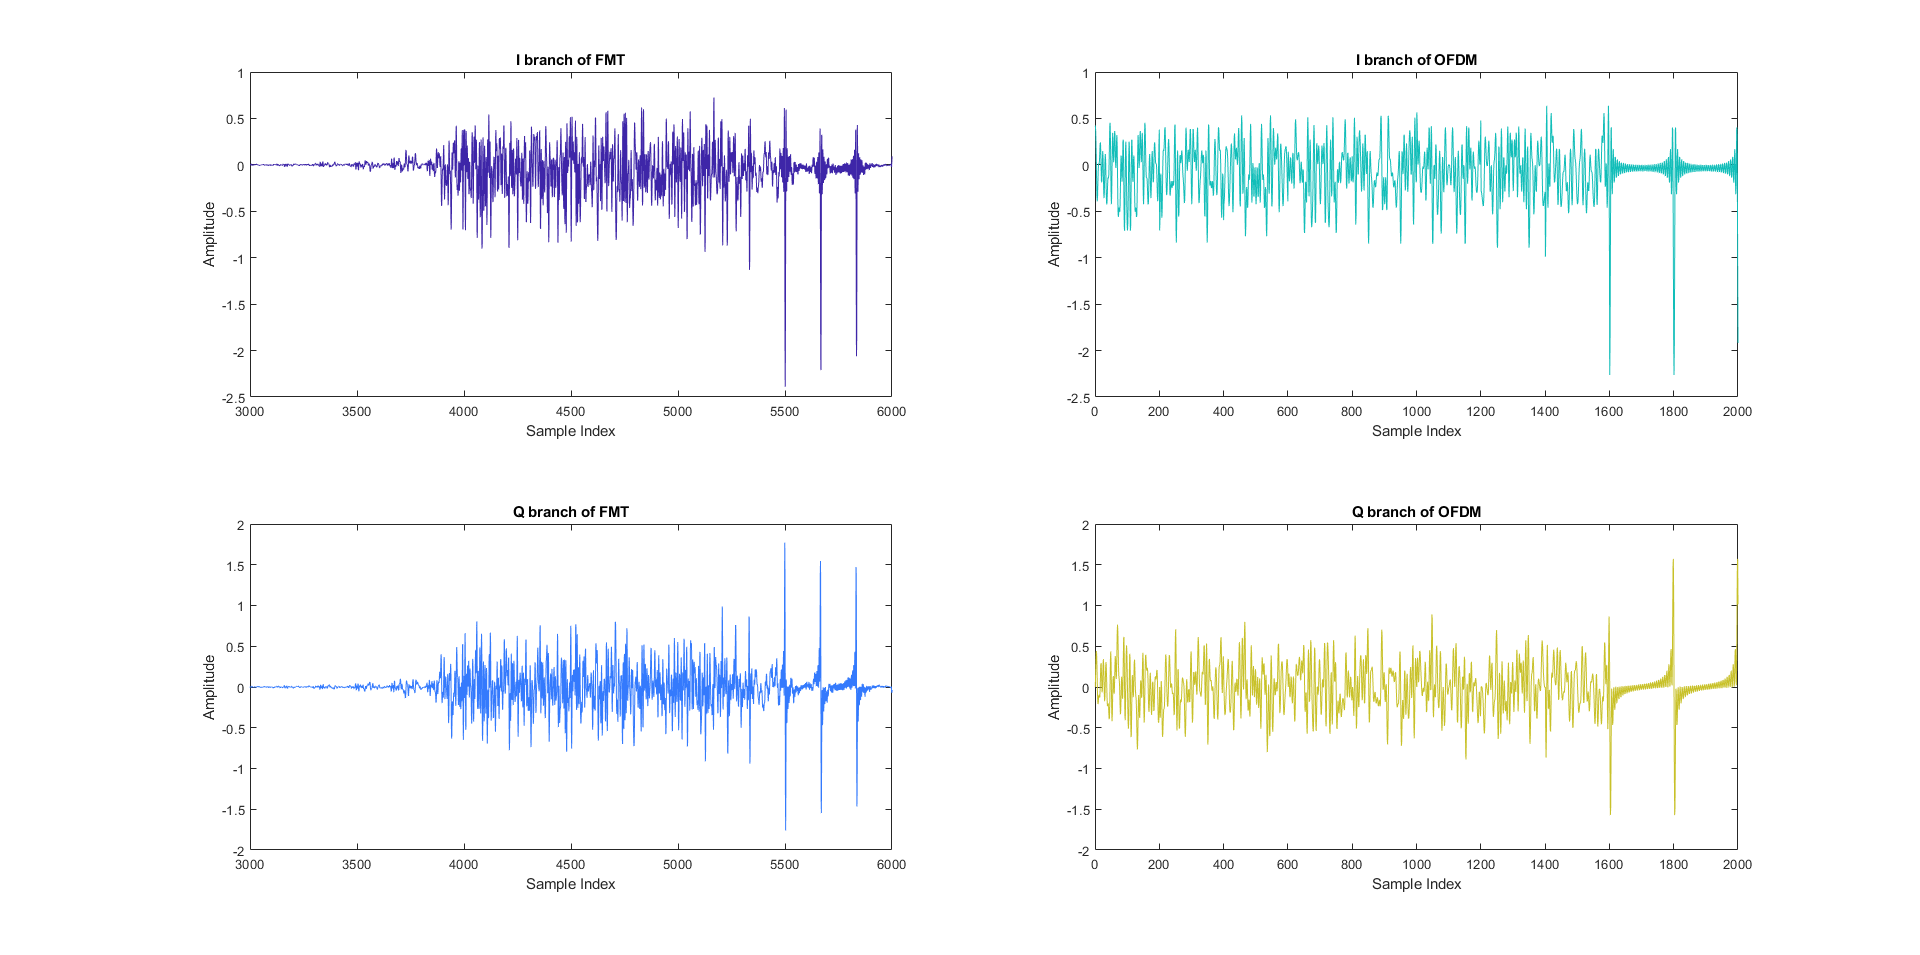 I branch of FMT
1
0.5
0
-0.5
-1
-1.5
-2
-2.5
Amplitude
3000 3500 4000 4500 5000 5500 6000
Sample Index
I branch of OFDM
1
0.5
0
-0.5
-1
-1.5
-2
-2.5
Amplitude
0 200 400 600 800 1000 1200 1400 1600 1800 2000
Sample Index
Q branch of FMT
2
1.5
1
0.5
0
-0.5
-1
-1.5
-2
Amplitude
3000 3500 4000 4500 5000 5500 6000
Sample Index
Q branch of OFDM
2
1.5
1
0.5
0
-0.5
-1
-1.5
-2
Amplitude
0 200 400 600 800 1000 1200 1400 1600 1800 2000
Sample Index